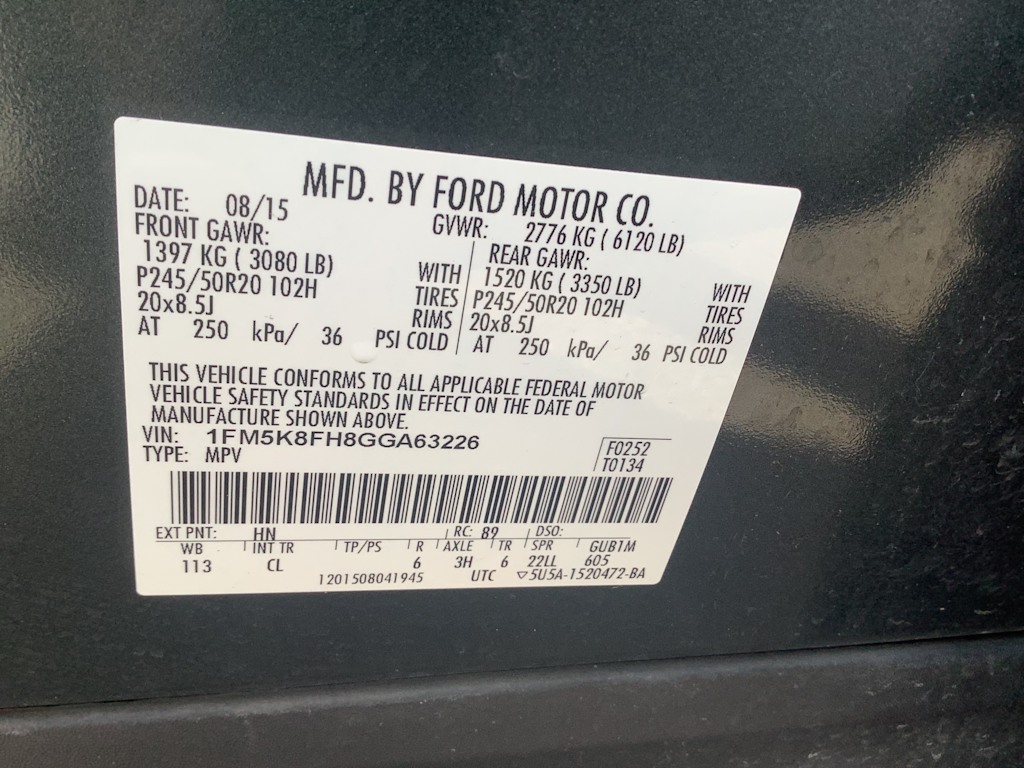 MFD. BY FORD MOTOR CO.
DATE: 08/15 GVWR: 2776 KG ( 6120 LB)
FRONT GAWR: REAR GAWR:
1397 KG ( 3080 LB) WITH 1520 KG ( 3350 LB) WITH
P245/50R20 102H TIRES P245/50R20 102H TIRES
20x8.5J RIMS 20x8.5J RIMS
AT 250 kPa/ 36 PSI COLD AT 250 kPa/ 36 PSI COLD
THIS VEHICLE CONFORMS TO ALL APPLICABLE FEDERAL MOTOR
VEHICLE SAFETY STANDARDS IN EFFECT ON THE DATE OF
MANUFACTURE SHOWN ABOVE.
VIN: 1FM5K8FH8GGA63226 F0252
TYPE: MPV T0134
EXT PNT: HN RC: 89 DSO:
WB INT TR TP/PS R AXLE TR SPR GUB1M
113 CL 6 3H 6 22LL 605
1201508041945 UTC ▽5U5A-1520472-BA